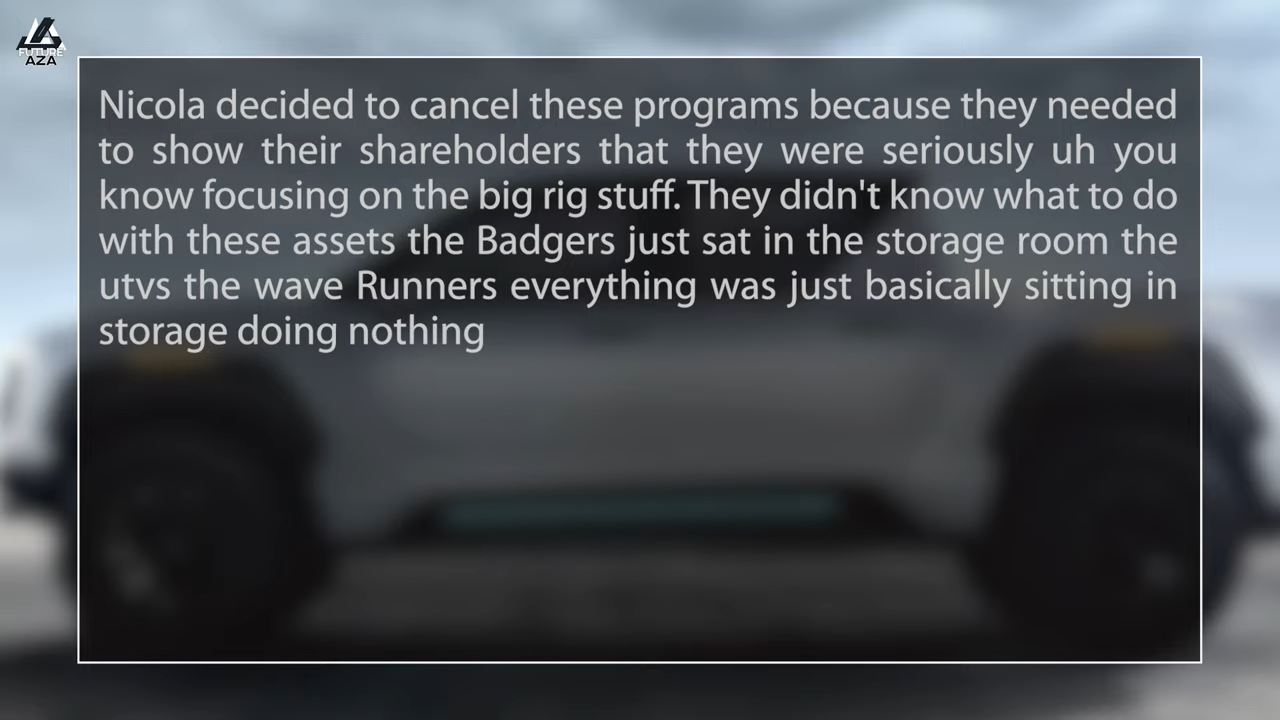 FUTURE
AZA
Nicola decided to cancel these programs because they needed
to show their shareholders that they were seriously uh you
know focusing on the big rig stuff. They didn't know what to do
with these assets the Badgers just sat in the storage room the
utvs the wave Runners everything was just basically sitting in
storage doing nothing